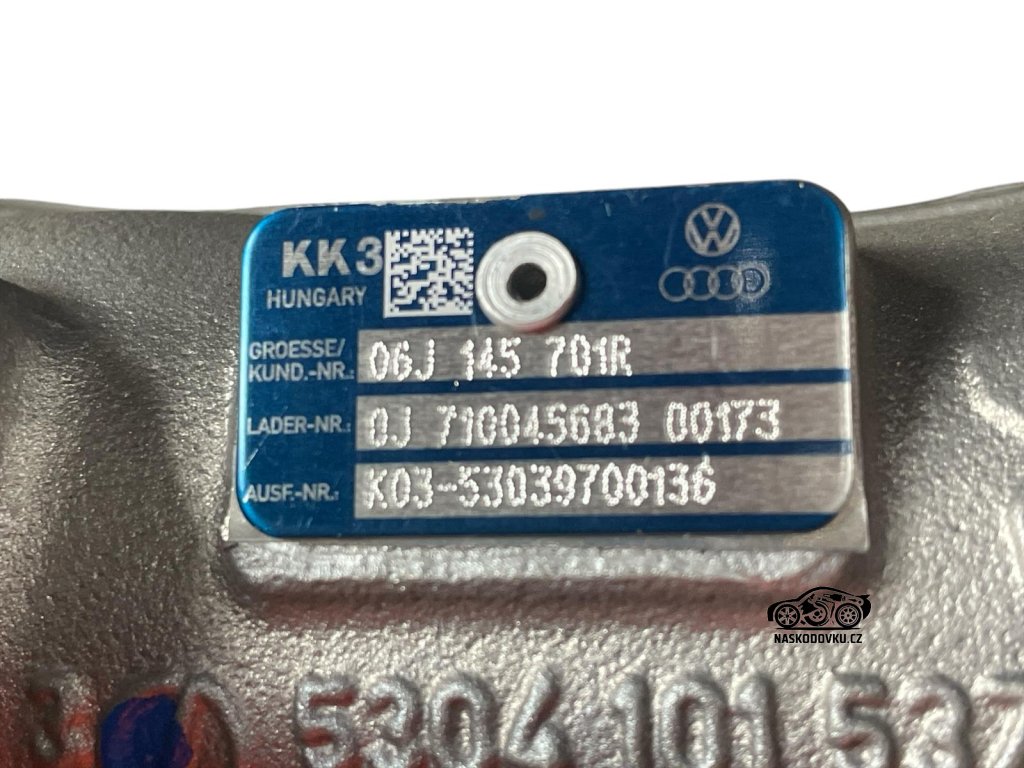 KK3
HUNGARY
GROESSE/
KUND.-NR.: 06J 145 701R
LADER-NR.: 0J 710045683 00173
AUSF.-NR.: K03-53039700136
NASKODOVKU.CZ
5304 101 537